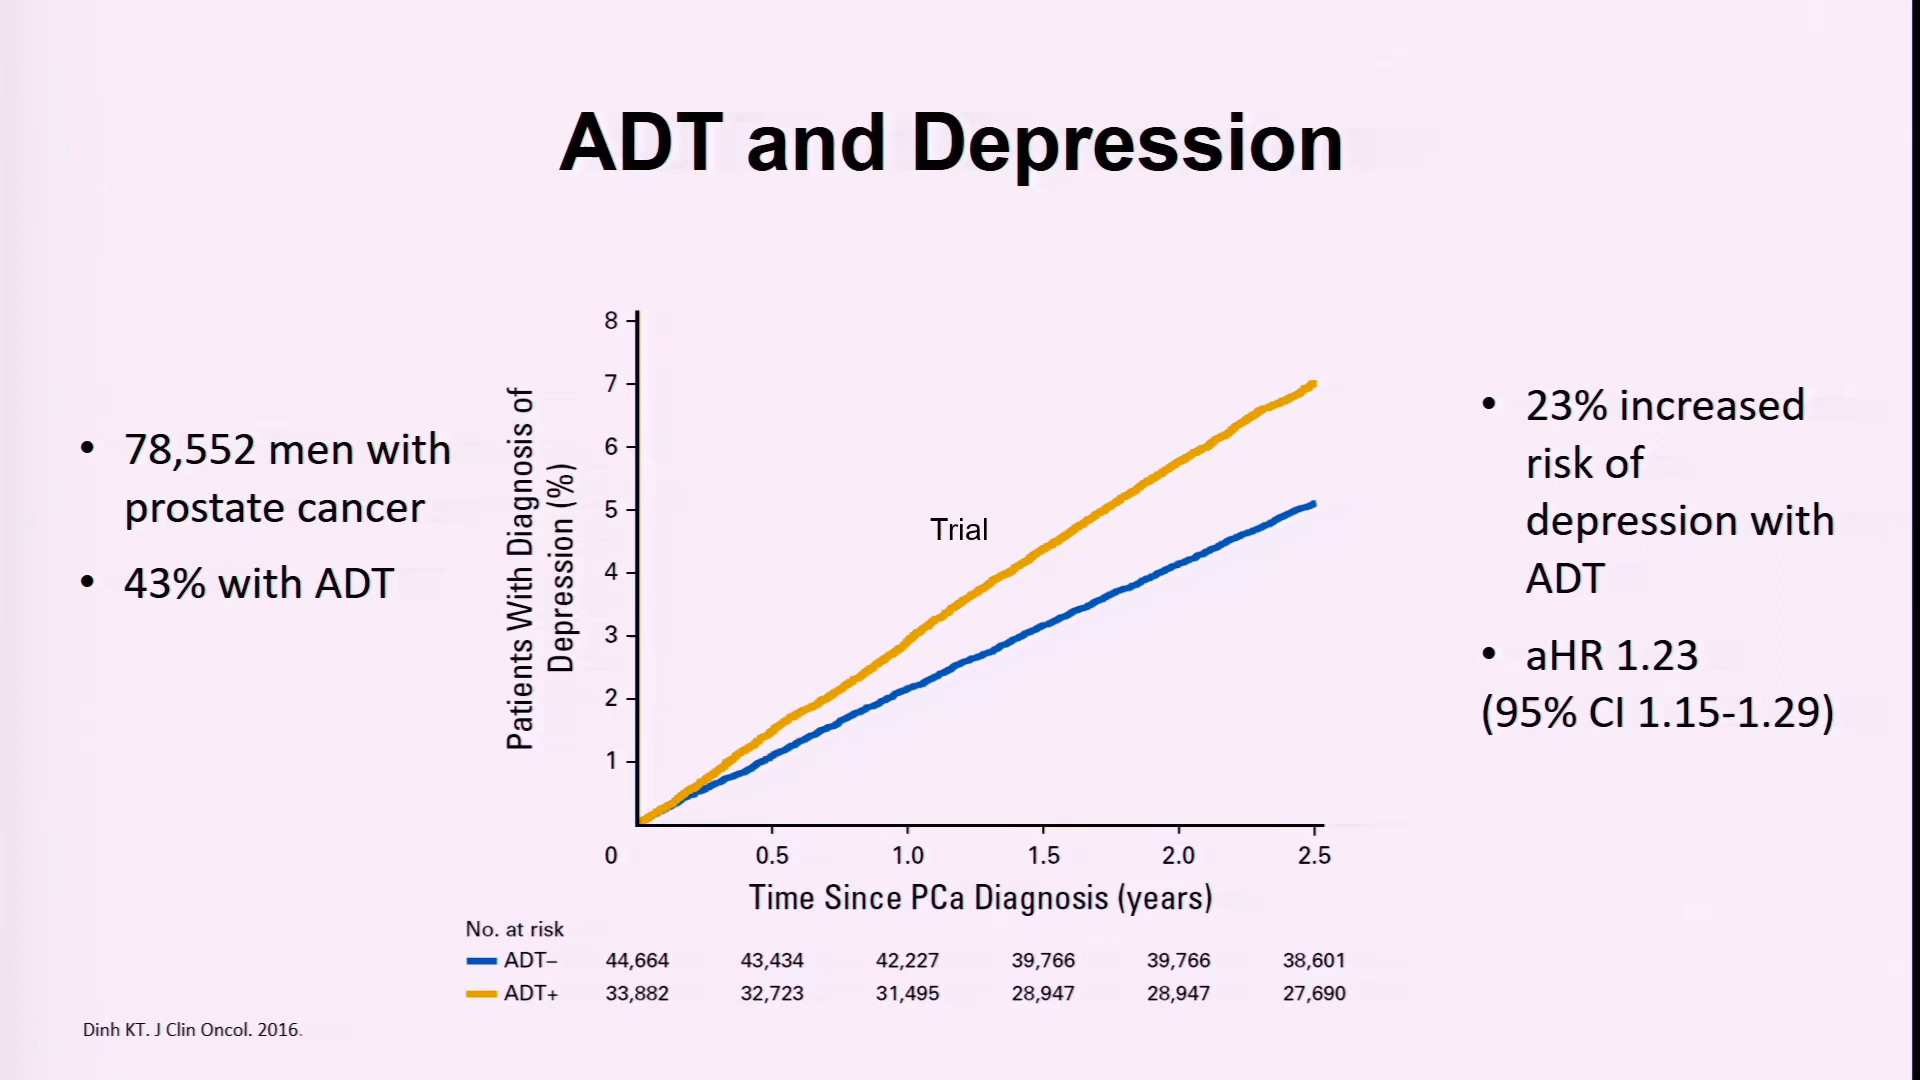 ADT and Depression
• 78,552 men with
prostate cancer
• 43% with ADT
Patients With Diagnosis of
Depression (%)
8
7
6
5
4
3
2
1
Trial
0 0.5 1.0 1.5 2.0 2.5
Time Since PCa Diagnosis (years)
No. at risk
ADT– 44,664 43,434 42,227 39,766 39,766 38,601
ADT+ 33,882 32,723 31,495 28,947 28,947 27,690
• 23% increased
risk of
depression with
ADT
• aHR 1.23
(95% CI 1.15-1.29)
Dinh KT. J Clin Oncol. 2016.